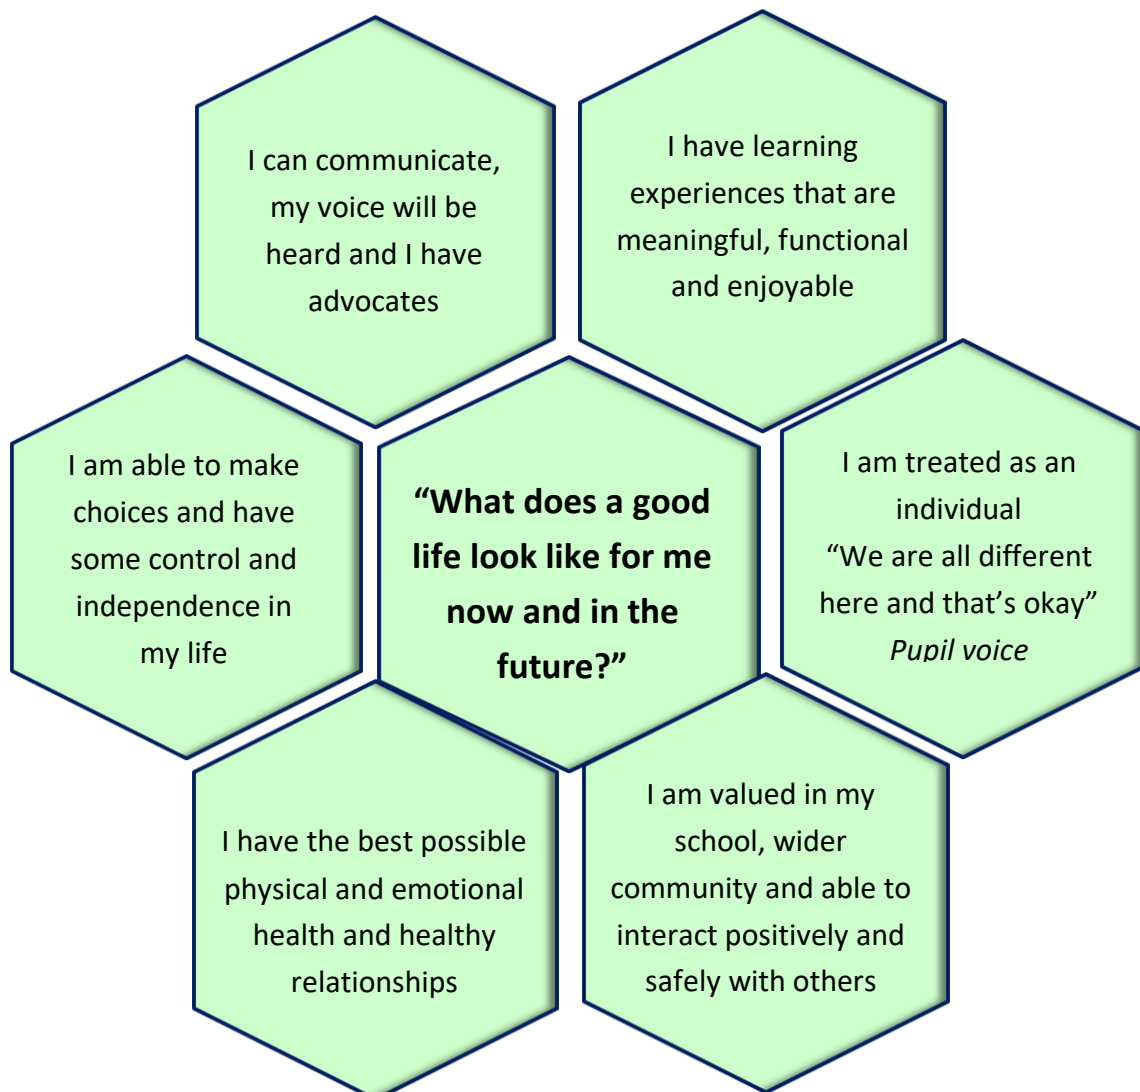 I can communicate,
my voice will be
heard and I have
advocates
I have learning
experiences that are
meaningful, functional
and enjoyable
I am able to make
choices and have
some control and
independence in
my life
“What does a good
life look like for me
now and in the
future?”
I am treated as an
individual
“We are all different
here and that’s okay”
Pupil voice
I have the best possible
physical and emotional
health and healthy
relationships
I am valued in my
school, wider
community and able to
interact positively and
safely with others